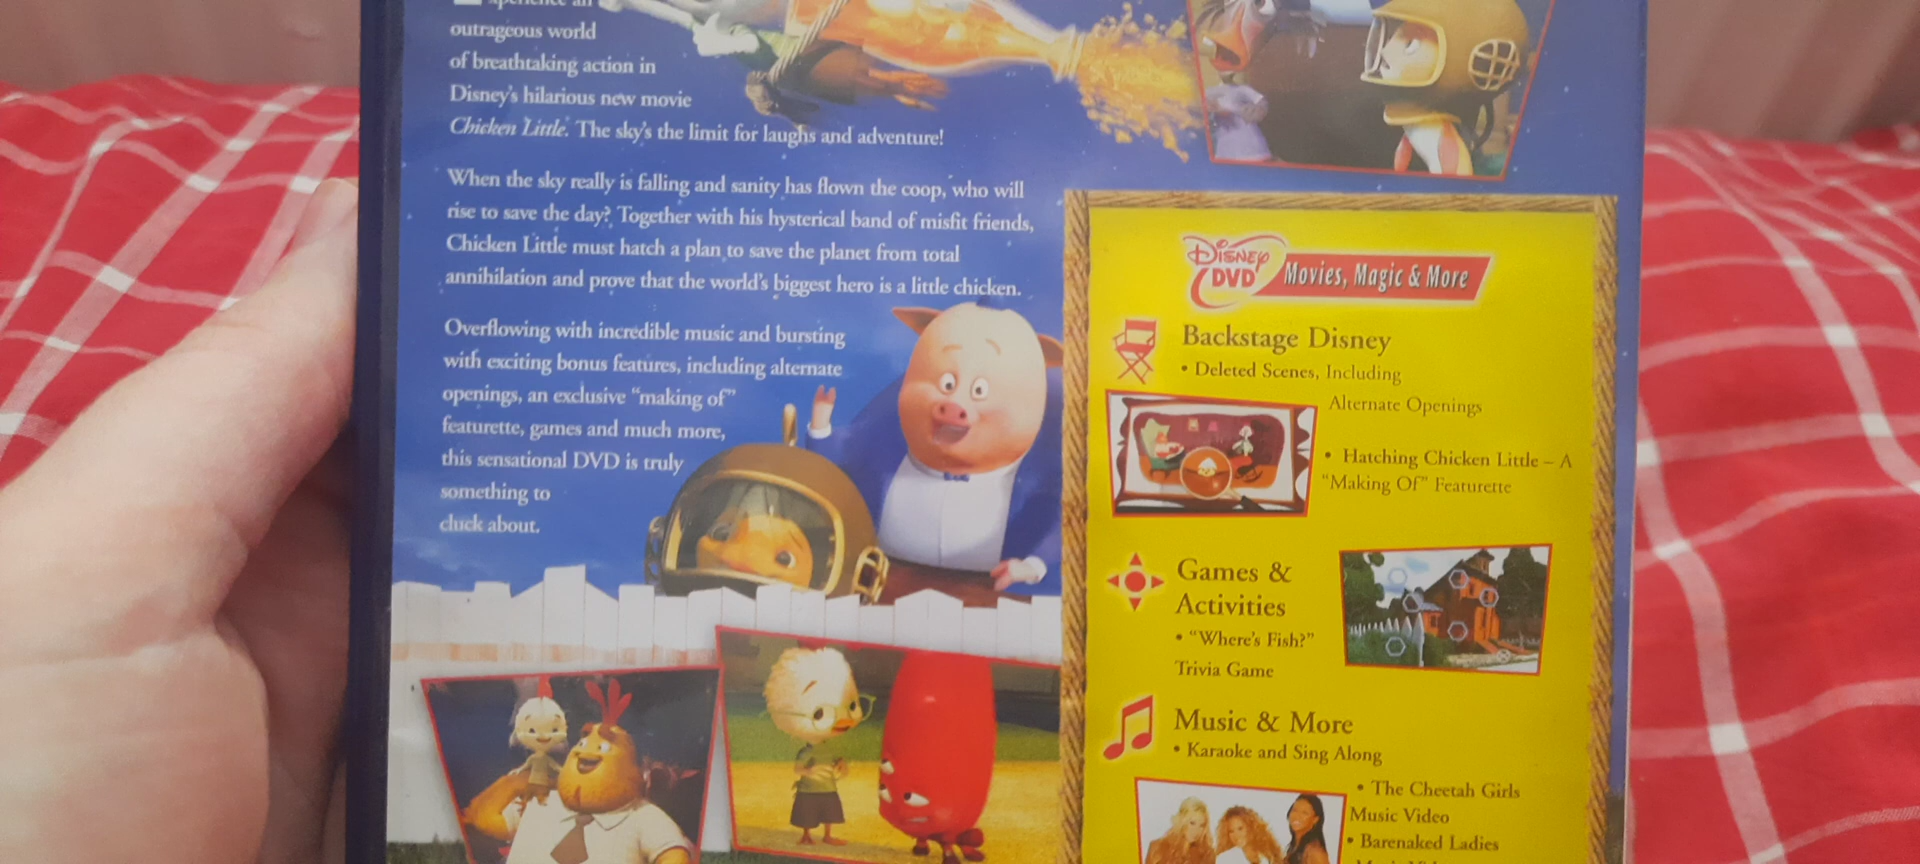 outrageous world
of breathtaking action in
Disney's hilarious new movie
Chicken Little. The sky's the limit for laughs and adventure!
When the sky really is falling and sanity has flown the coop, who will
rise to save the day? Together with his hysterical band of misfit friends,
Chicken Little must hatch a plan to save the planet from total
annihilation and prove that the world's biggest hero is a little chicken.
Overflowing with incredible music and bursting
with exciting bonus features, including alternate
openings, an exclusive "making of"
featurette, games and much more,
this sensational DVD is truly
something to
cluck about.
Disney DVD Movies, Magic & More
Backstage Disney
• Deleted Scenes, Including
Alternate Openings
• Hatching Chicken Little – A
"Making Of" Featurette
Games &
Activities
• "Where's Fish?"
Trivia Game
Music & More
• Karaoke and Sing Along
• The Cheetah Girls
Music Video
• Barenaked Ladies